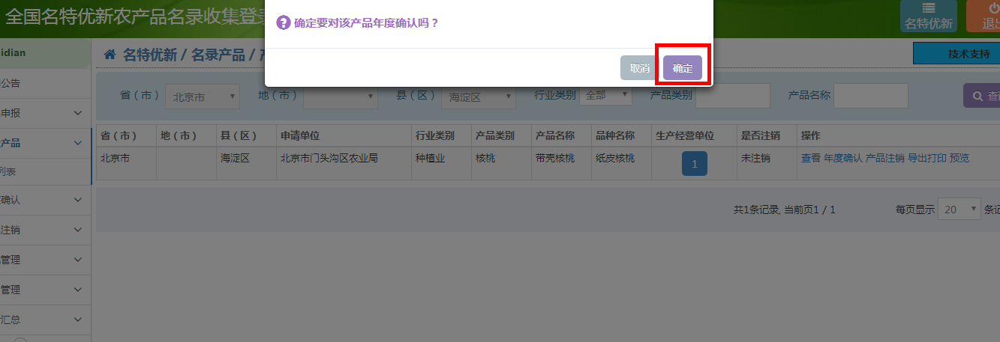 全国名特优新农产品名录收集登录
名特优新
退出
确定要对该产品年度确认吗？
取消
确定
idian
名特优新 / 名录产品 /
技术支持
公告
申报
产品
列表
确认
注销
管理
管理
汇总
省（市） 北京市 地（市） 县（区） 海淀区 行业类别 全部 产品类别 产品名称
省（市） 地（市） 县（区） 申请单位 行业类别 产品类别 产品名称 品种名称 生产经营单位 是否注销 操作
北京市 海淀区 北京市门头沟区农业局 种植业 核桃 带壳核桃 纸皮核桃 1 未注销 查看 年度确认 产品注销 导出打印 预览
共1条记录, 当前页1 / 1 每页显示 20 条记